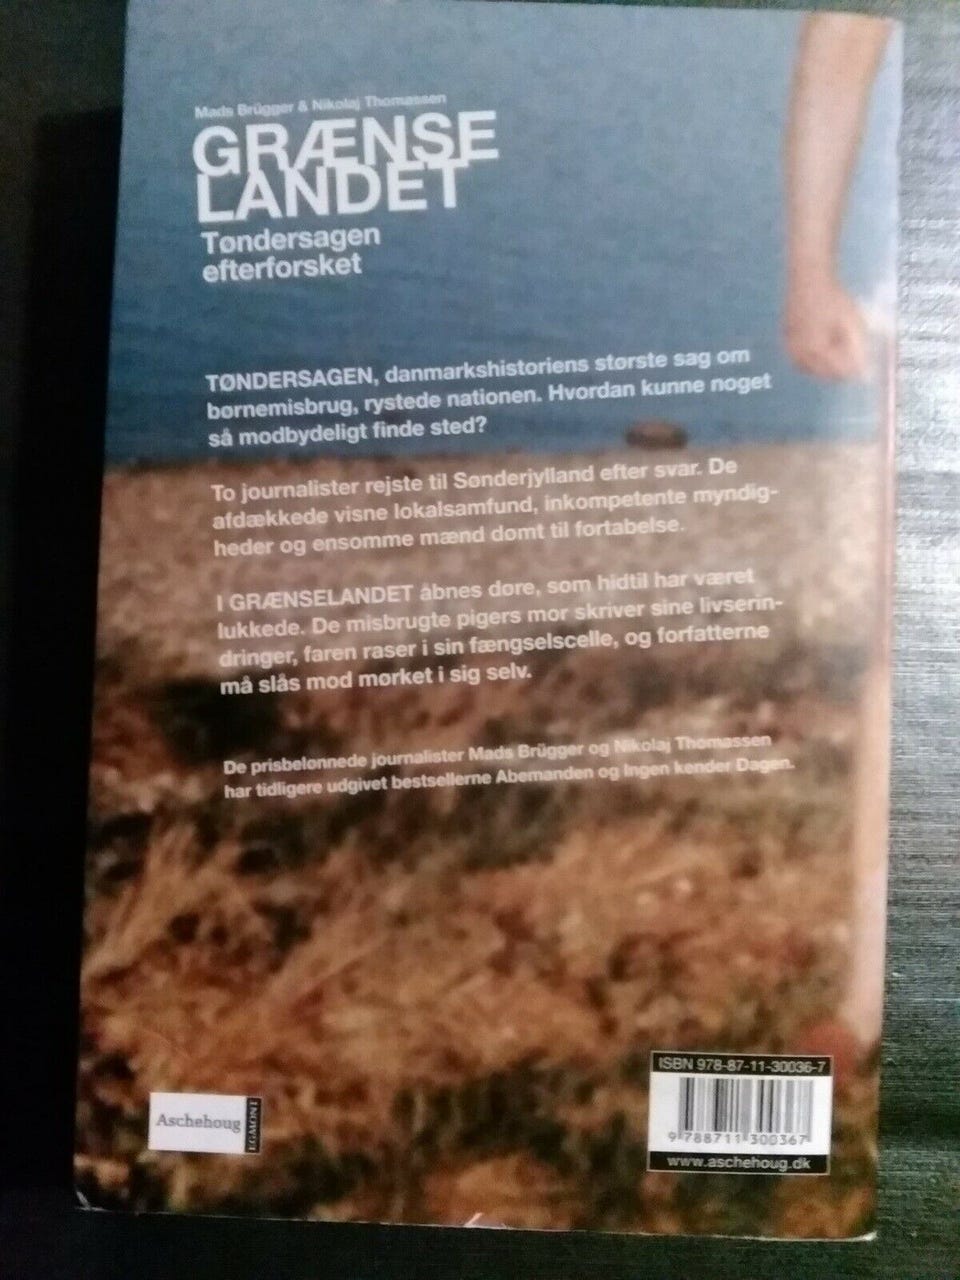 Mads Brügger & Nikolaj Thomassen
GRÆNSE
LANDET
Tøndersagen
efterforsket
TØNDERSAGEN, danmarkshistoriens største sag om
børnemisbrug, rystede nationen. Hvordan kunne noget
så modbydeligt finde sted?
To journalister rejste til Sønderjylland efter svar. De
afdækkede visne lokalsamfund, inkompetente myndig-
heder og ensomme mænd dømt til fortabelse.
I GRÆNSELANDET åbnes døre, som hidtil har været
lukkede. De misbrugte pigers mor skriver sine livserin-
dringer, faren raser i sin fængselscelle, og forfatterne
må slås mod mørket i sig selv.
De prisbelønnede journalister Mads Brügger og Nikolaj Thomassen
har tidligere udgivet bestsellerne Abemanden og Ingen kender Dagen.
ISBN 978-87-11-30036-7
9 788711 300367
www.aschehoug.dk
Aschehoug
EGMONT